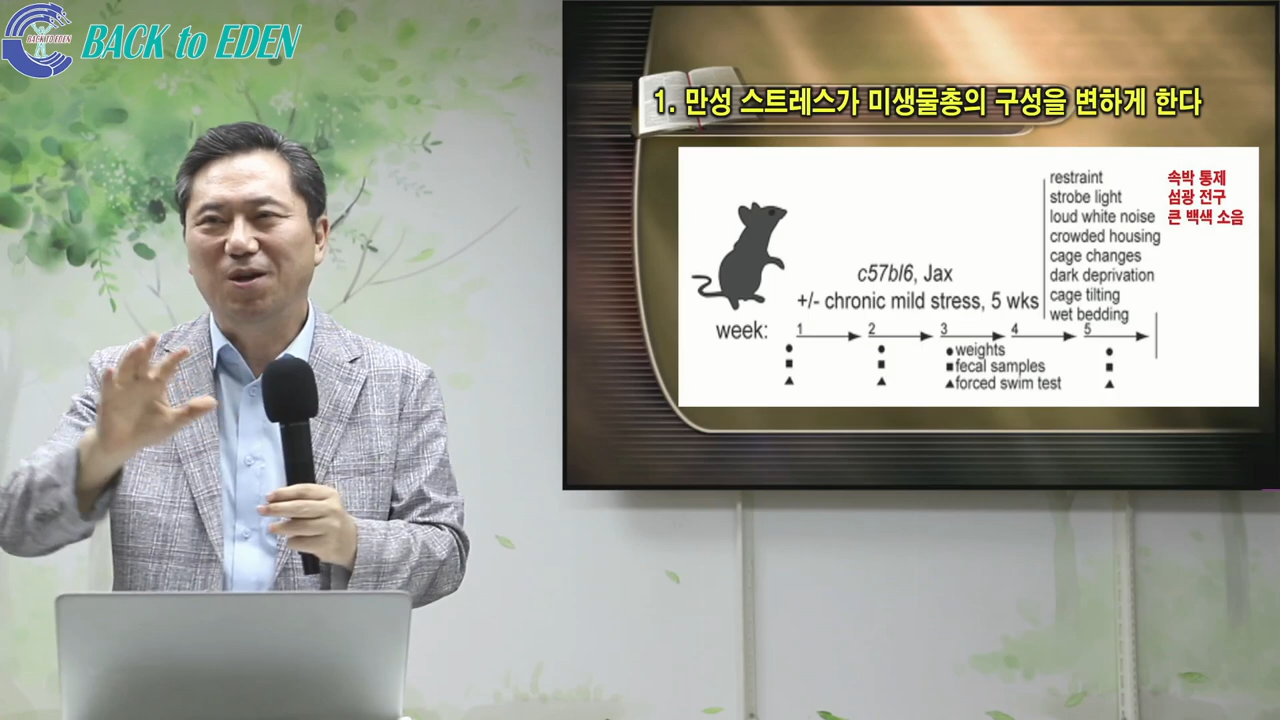 BACK TO EDEN
BACK to EDEN
1. 만성 스트레스가 미생물총의 구성을 변하게 한다
restraint 속박 통제
strobe light 섬광 전구
loud white noise 큰 백색 소음
crowded housing
cage changes
dark deprivation
cage tilting
wet bedding
c57bl6, Jax
+/- chronic mild stress, 5 wks
week: 1 2 3 4 5
●weights
■fecal samples
▲forced swim test